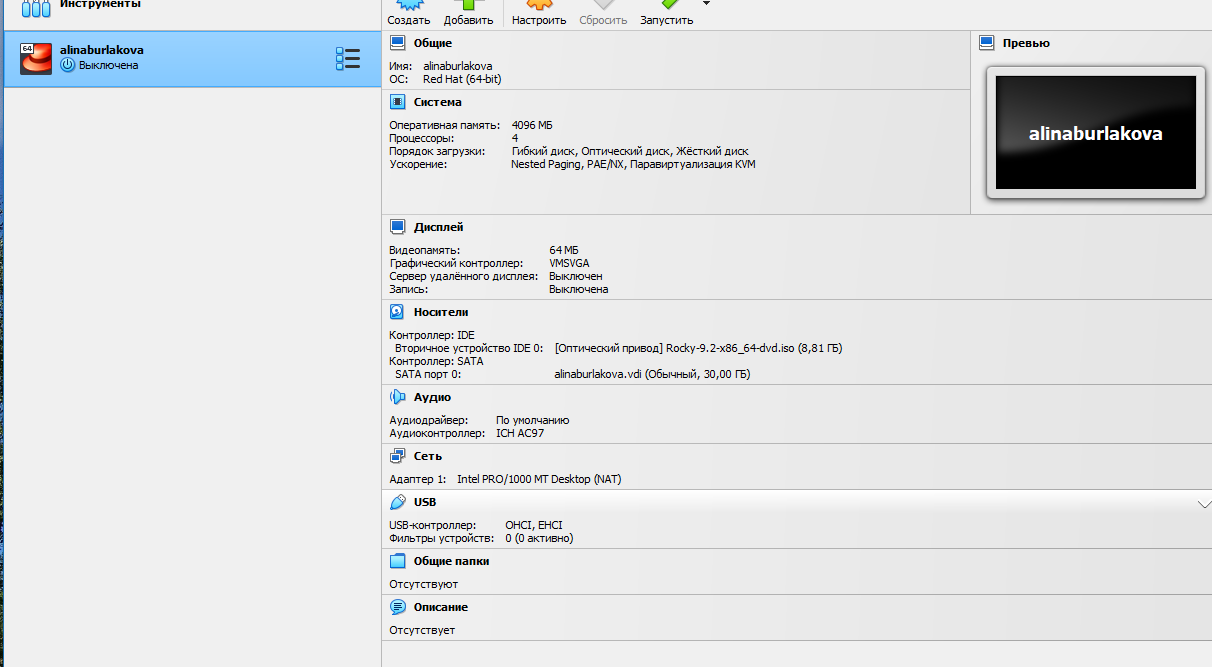 Инструменты
Создать Добавить Настроить Сбросить Запустить
64
alinaburlakova
Выключена
Общие
Имя: alinaburlakova
ОС: Red Hat (64-bit)
Превью
alinaburlakova
Система
Оперативная память: 4096 МБ
Процессоры: 4
Порядок загрузки: Гибкий диск, Оптический диск, Жёсткий диск
Ускорение: Nested Paging, PAE/NX, Паравиртуализация KVM
Дисплей
Видеопамять: 64 МБ
Графический контроллер: VMSVGA
Сервер удалённого дисплея: Выключен
Запись: Выключена
Носители
Контроллер: IDE
Вторичное устройство IDE 0: [Оптический привод] Rocky-9.2-x86_64-dvd.iso (8,81 ГБ)
Контроллер: SATA
SATA порт 0: alinaburlakova.vdi (Обычный, 30,00 ГБ)
Аудио
Аудиодрайвер: По умолчанию
Аудиоконтроллер: ICH AC97
Сеть
Адаптер 1: Intel PRO/1000 MT Desktop (NAT)
USB
USB-контроллер: OHCI, EHCI
Фильтры устройств: 0 (0 активно)
Общие папки
Отсутствуют
Описание
Отсутствует